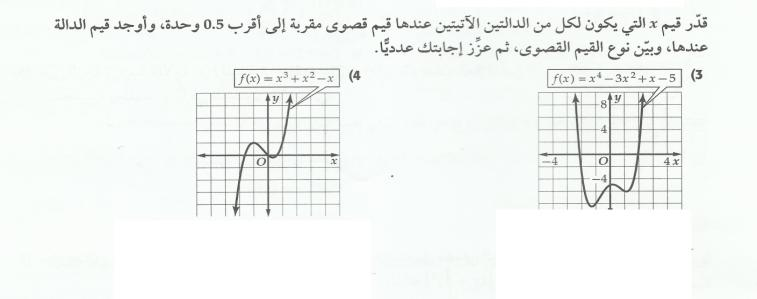 قدّر قيم x التي يكون لكل من الدالتين الآتيتين عندها قيم قصوى مقربة إلى أقرب 0.5 وحدة، وأوجد قيم الدالة
عندها، وبيّن نوع القيم القصوى، ثم عزِّز إجابتك عدديًّا.
(3 f(x) = x⁴ − 3x² + x − 5
8 y
4
−4 O 4 x
−4
(4 f(x) = x³ + x² − x
y
O x